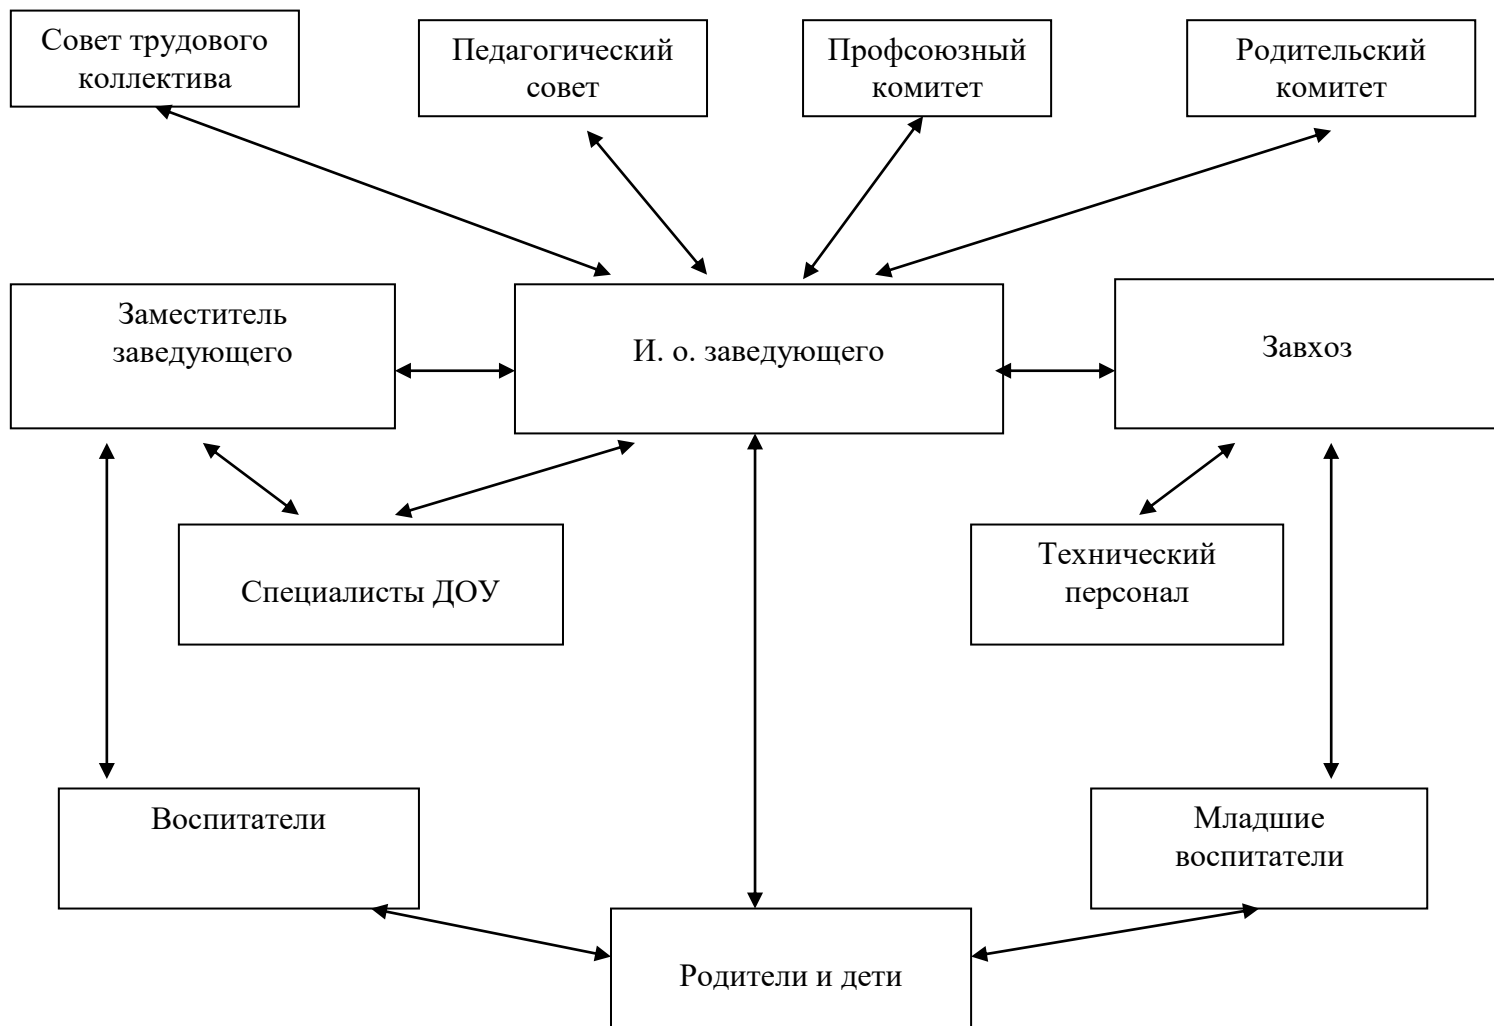 Совет трудового
коллектива
Педагогический
совет
Профсоюзный
комитет
Родительский
комитет
Заместитель
заведующего
И. о. заведующего
Завхоз
Специалисты ДОУ
Технический
персонал
Воспитатели
Младшие
воспитатели
Родители и дети